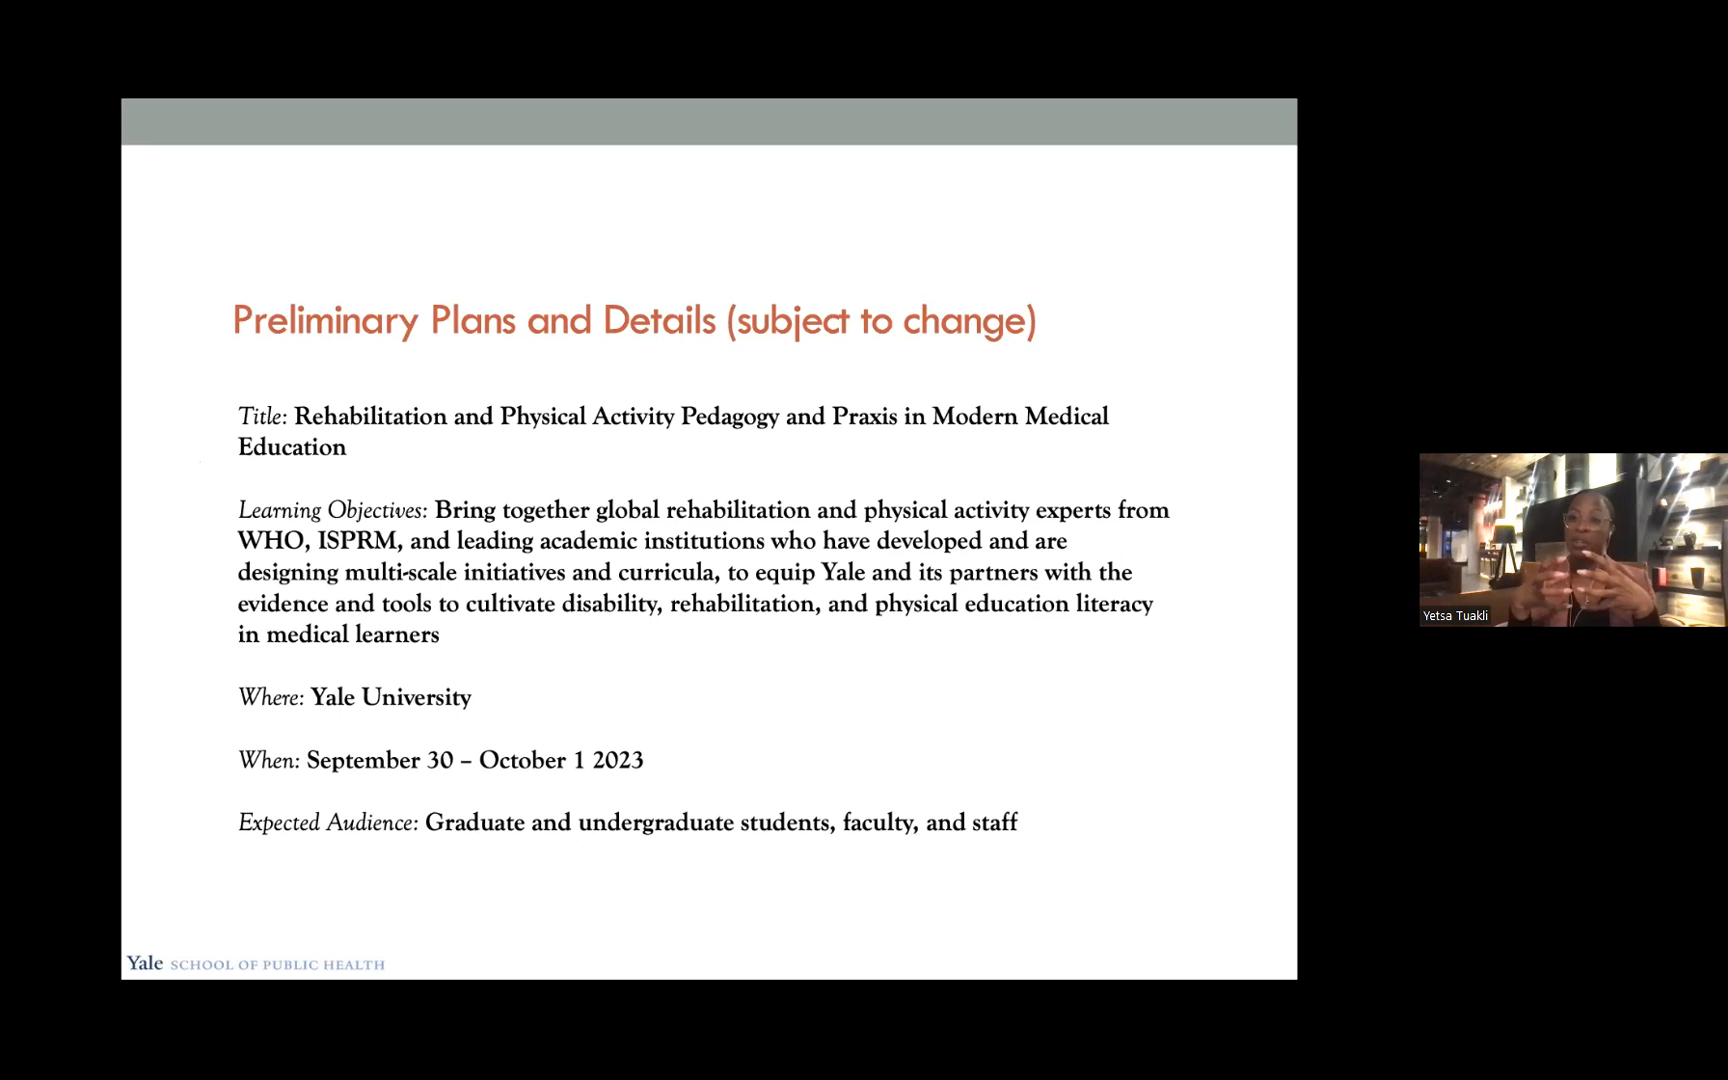 Preliminary Plans and Details (subject to change)
Title: Rehabilitation and Physical Activity Pedagogy and Praxis in Modern Medical
Education
Learning Objectives: Bring together global rehabilitation and physical activity experts from
WHO, ISPRM, and leading academic institutions who have developed and are
designing multi-scale initiatives and curricula, to equip Yale and its partners with the
evidence and tools to cultivate disability, rehabilitation, and physical education literacy
in medical learners
Where: Yale University
When: September 30 – October 1 2023
Expected Audience: Graduate and undergraduate students, faculty, and staff
Yale SCHOOL OF PUBLIC HEALTH
Yetsa Tuakli